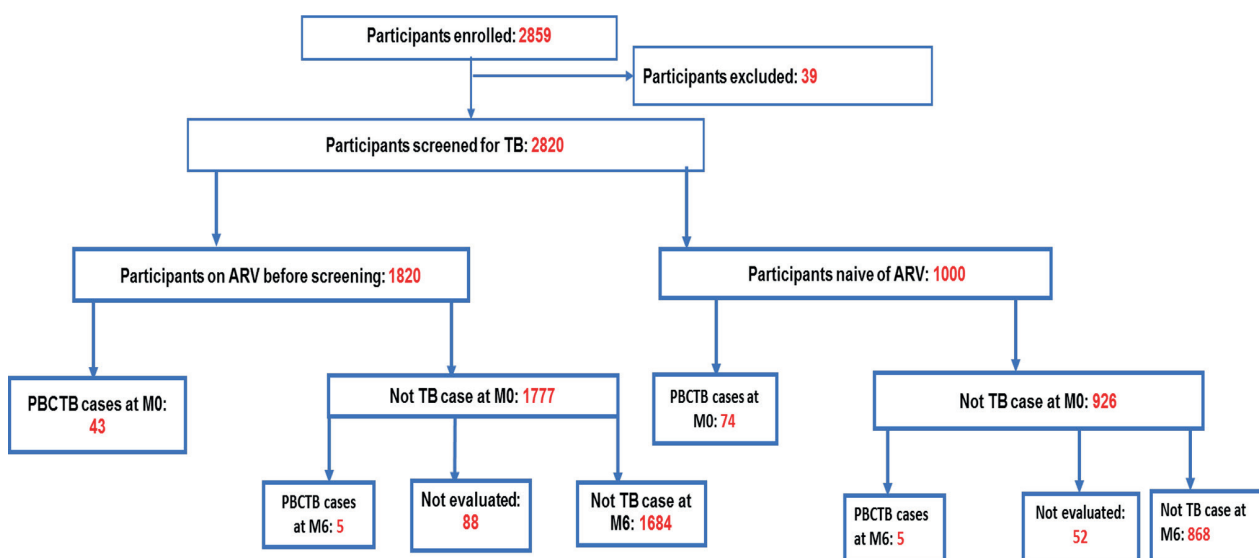 Participants enrolled: 2859
Participants excluded: 39
Participants screened for TB: 2820
Participants on ARV before screening: 1820
Participants naive of ARV: 1000
PBCTB cases at M0:
43
Not TB case at M0: 1777
PBCTB cases at
M0: 74
Not TB case at M0: 926
PBCTB cases
at M6: 5
Not evaluated:
88
Not TB case at
M6: 1684
PBCTB cases
at M6: 5
Not evaluated:
52
Not TB case at
M6: 868